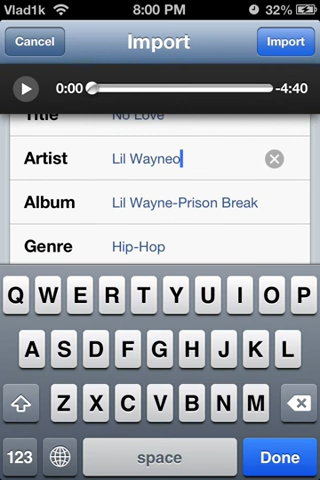 Vlad1k 8:00 PM 32%
Cancel Import Import
0:00 -4:40
Title No Love
Artist Lil Wayneo
Album Lil Wayne-Prison Break
Genre Hip-Hop
Q W E R T Y U I O P
A S D F G H J K L
Z X C V B N M
123 space Done